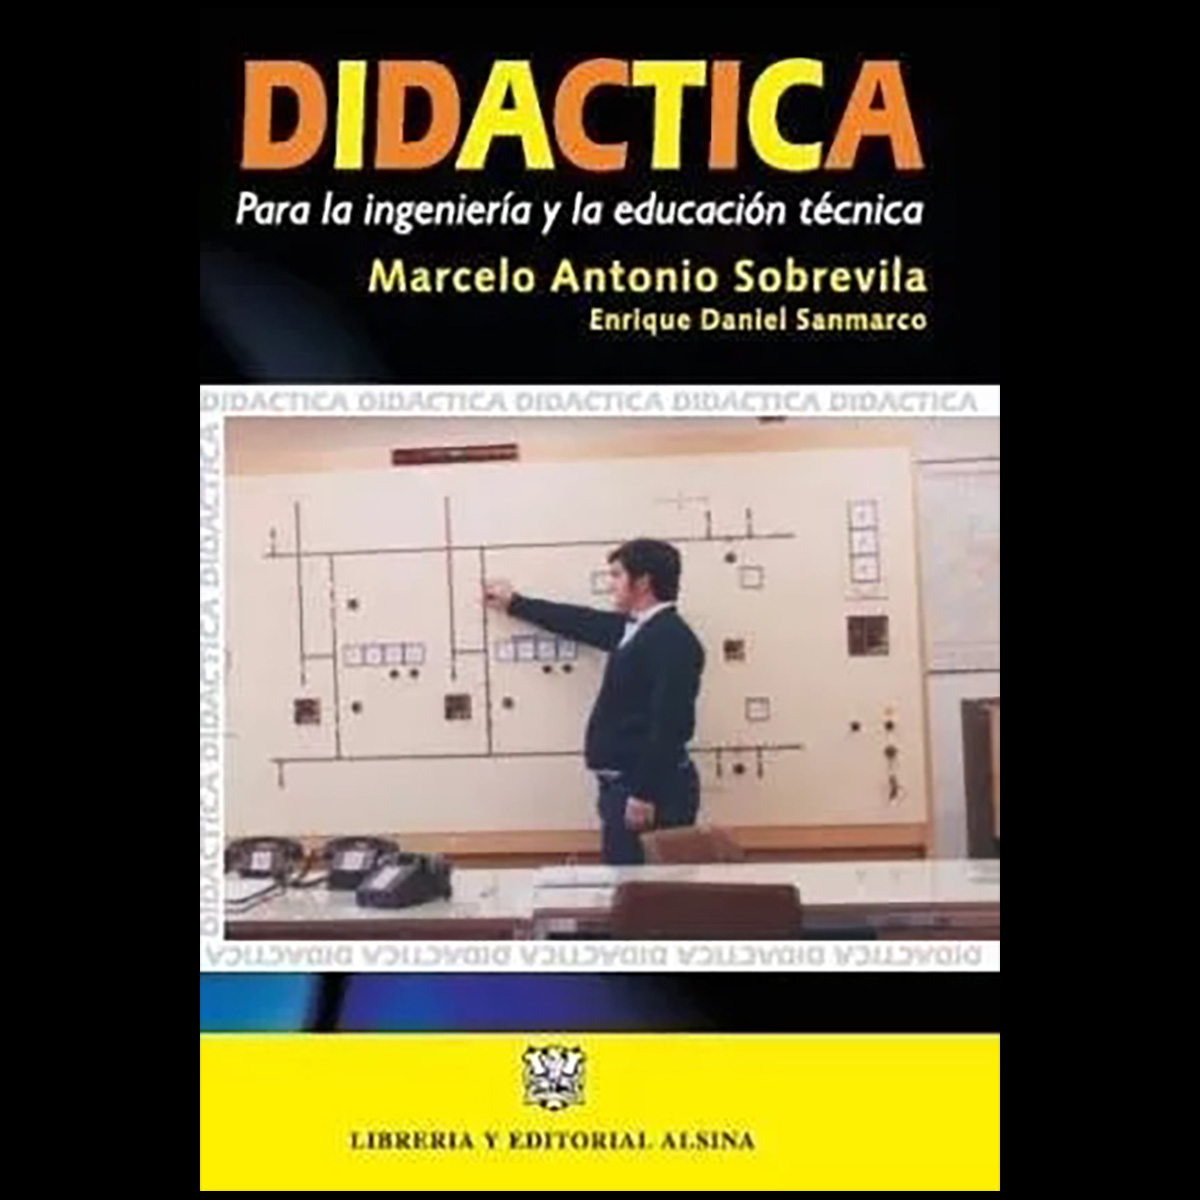 DIDACTICA
Para la ingeniería y la educación técnica
Marcelo Antonio Sobrevila
Enrique Daniel Sanmarco
DIDACTICA DIDACTICA DIDACTICA DIDACTICA DIDACTICA
DIDACTICA DIDACTICA DIDACTICA
DIDACTICA DIDACTICA DIDACTICA DIDACTICA DIDACTICA
LIBRERIA Y EDITORIAL ALSINA